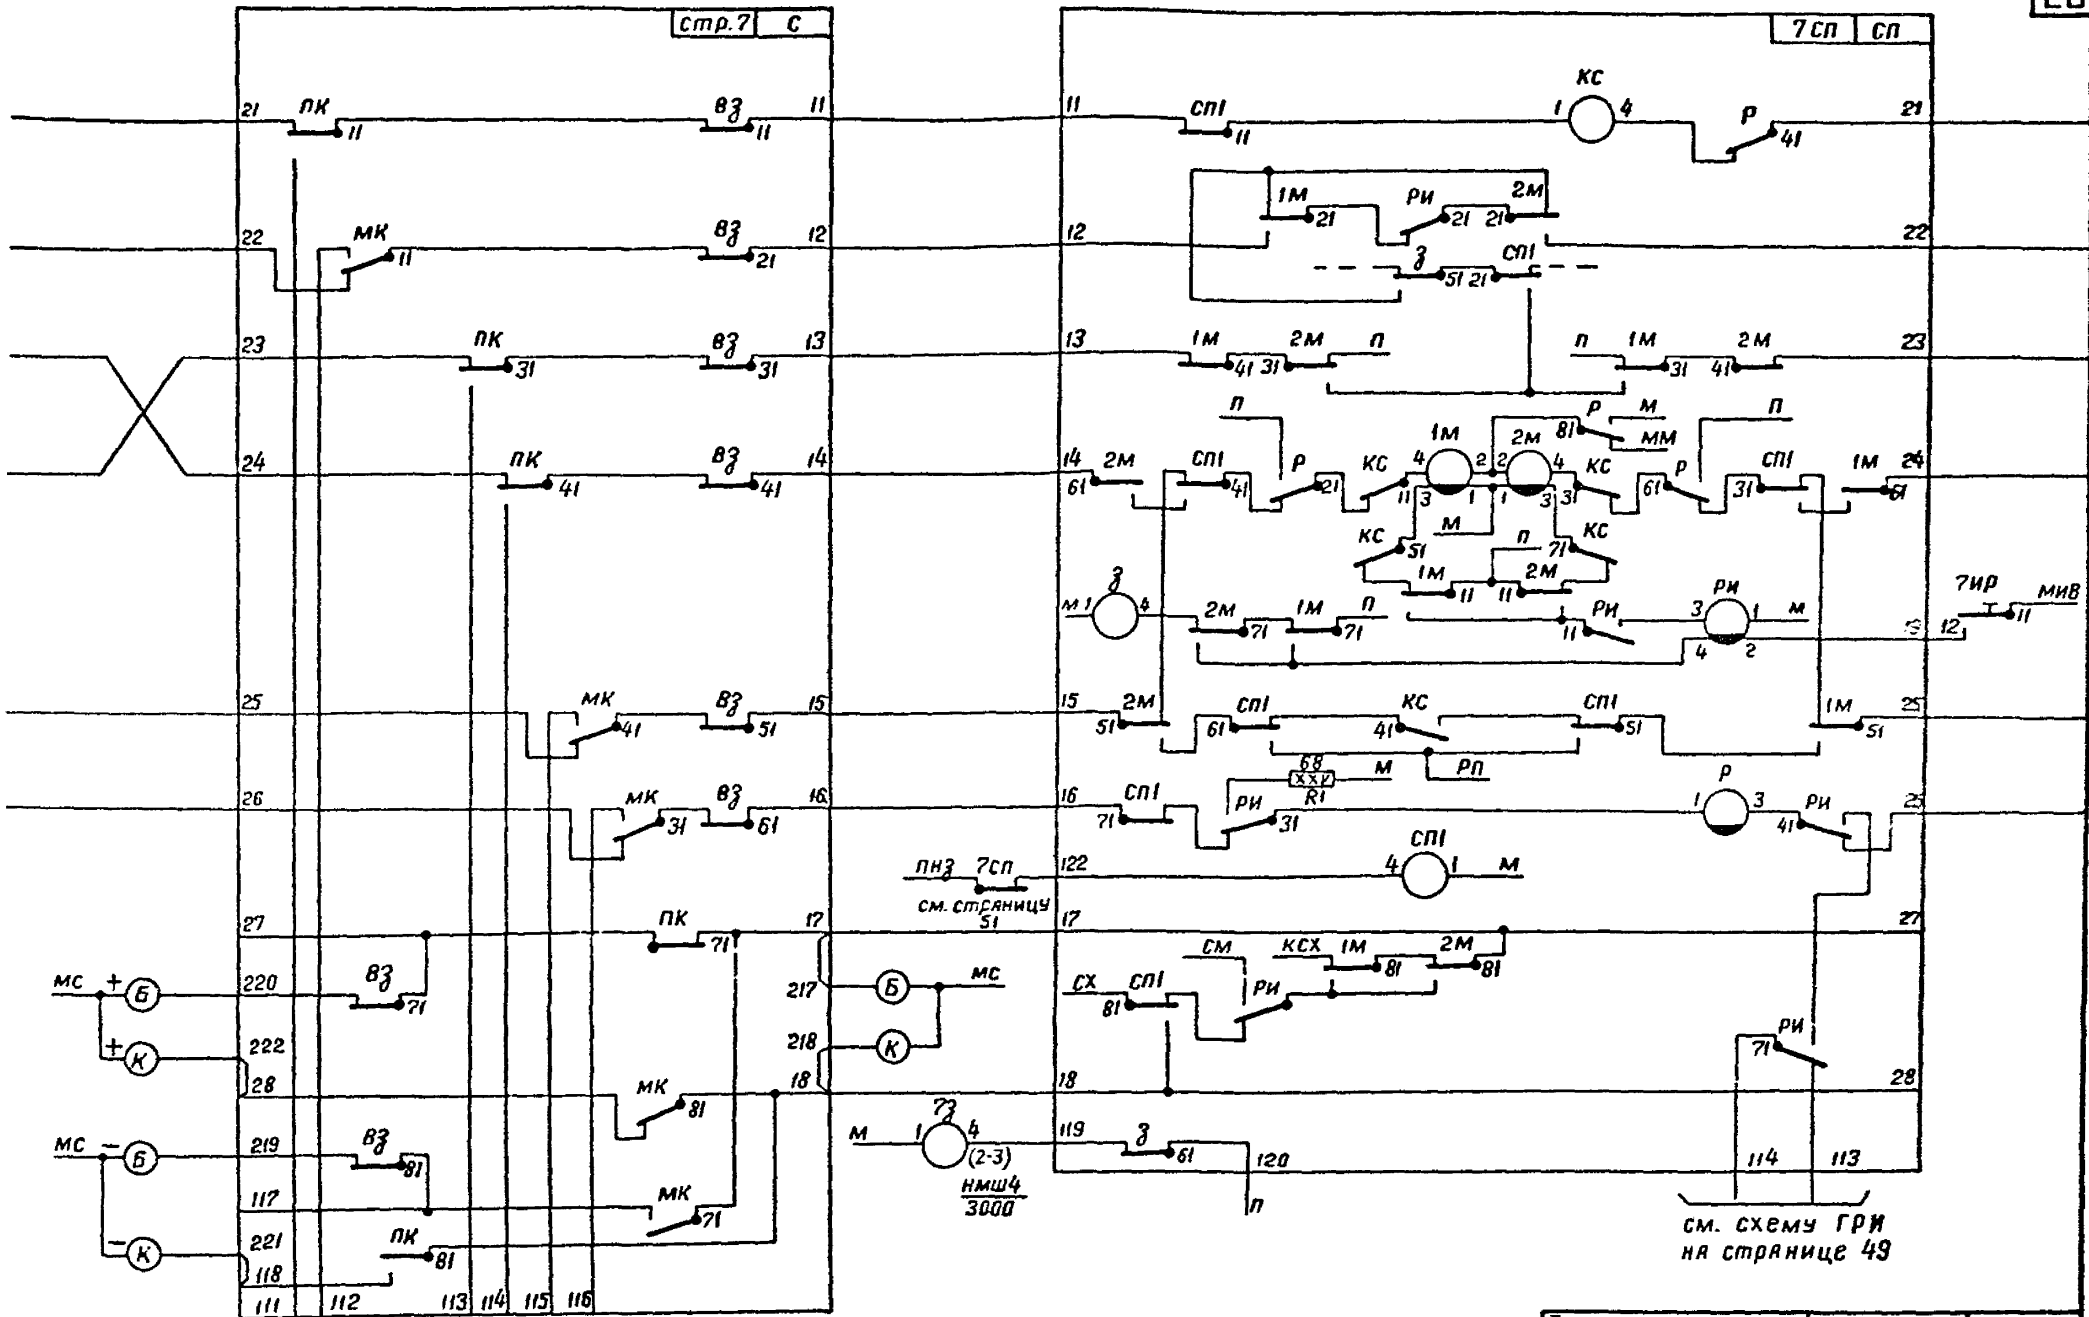 стр.7 С
7СП СП
КС
21 ПК 11 ВЗ 11 11
11 СП1 11 1 4 Р 41 21
1М 21 РИ 21 21 2М
22 МК 11 ВЗ 21 12
12 22
З 51 21 СП1
23 ПК 31 ВЗ 31 13
13 1М 41 31 2М П П 1М 31 41 2М 23
П Р 81 М ММ П
24 ПК 41 ВЗ 41 14
14 2М 61 СП1 41 Р 21 КС 11 1М 4 2 3 1 2М 2 4 1 3 КС 31 61 Р 31 СП1 1М 61 24
М
КС 51 П 71 КС
1М 11 11 2М
М 1 З 4 2М 71 1М 71 П
РИ 11 РИ 3 1 М 4 2
12 7ИР 11 МИВ
25 МК 41 ВЗ 51 15
15 2М 51 61 СП1 КС 41 СП1 51 1М 51 25
РП
68 М
R1
26 МК 31 ВЗ 61 16
16 СП1 71 РИ 31 1 Р 3 РИ 41
ПНЗ 7СП 122 4 СП1 1 М
см. страницу
51
27 ПК 71 17
17 27
СМ КСХ 1М 81 2М 81
МС + Б 220 ВЗ 71
217 Б МС
СХ 81 СП1 РИ
+ К 222
218 К
РИ 71
28 МК 81 18
18 28
МС - Б 219 ВЗ 81
М 1 7З 4 119 З 61 120
(2-3)
НМШ4
3000
П
114 113
117 МК 71
- К 221 ПК 81
118
111 112 113 114 115 116
см. схему ГРИ
на странице 49